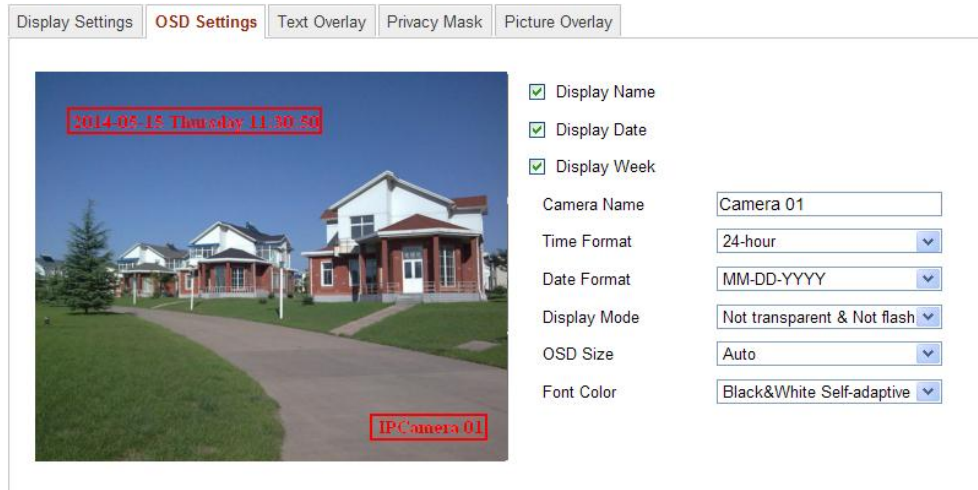 Display Settings OSD Settings Text Overlay Privacy Mask Picture Overlay
2014-05-15 Thursday 11:30:50
IPCamera 01
Display Name
Display Date
Display Week
Camera Name Camera 01
Time Format 24-hour
Date Format MM-DD-YYYY
Display Mode Not transparent & Not flash
OSD Size Auto
Font Color Black&White Self-adaptive